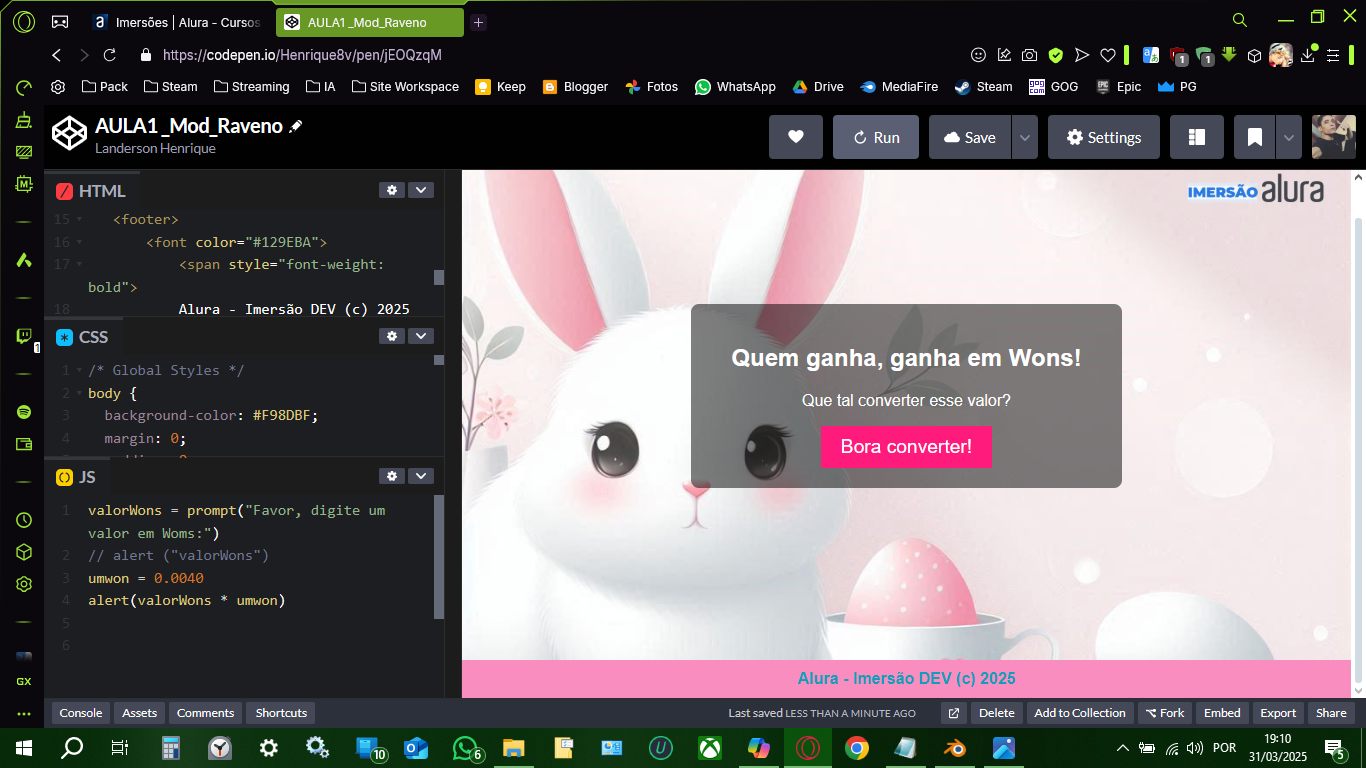 Imersões | Alura - Cursos
AULA1_Mod_Raveno
https://codepen.io/Henrique8v/pen/jEOQzqM
1
1
Pack
Steam
Streaming
IA
Site Workspace
Keep
Blogger
Fotos
WhatsApp
Drive
MediaFire
Steam
GOG
Epic
PG
AULA1_Mod_Raveno
Landerson Henrique
Run
Save
Settings
HTML
15 <footer>
16 <font color="#129EBA">
17 <span style="font-weight:
bold">
18 Alura - Imersão DEV (c) 2025
CSS
1 /* Global Styles */
2 body {
3 background-color: #F98DBF;
4 margin: 0;
JS
1 valorWons = prompt("Favor, digite um
valor em Woms:")
2 // alert ("valorWons")
3 umwon = 0.0040
4 alert(valorWons * umwon)
5
6
IMERSÃO alura
Quem ganha, ganha em Wons!
Que tal converter esse valor?
Bora converter!
Alura - Imersão DEV (c) 2025
1
GX
Console
Assets
Comments
Shortcuts
Last saved LESS THAN A MINUTE AGO
Delete
Add to Collection
Fork
Embed
Export
Share
10
6
POR
19:10
31/03/2025
5